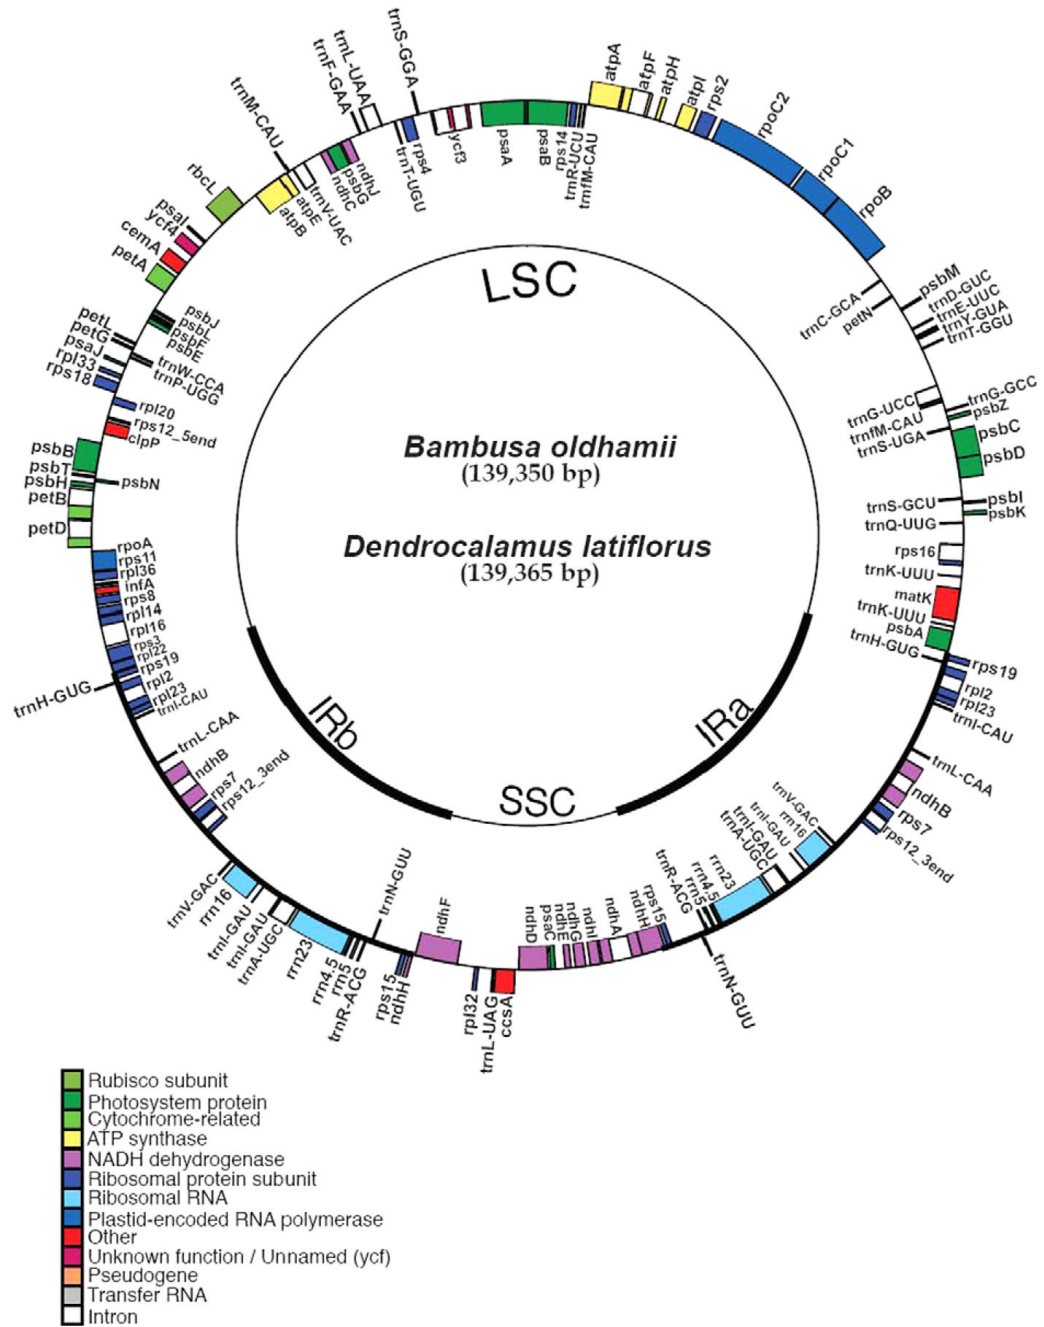 trnS-GGA
trnL-UAA
trnF-GAA
trnM-CAU
rbcL
psaI
ycf4
cemA
petA
atpB
atpE
trnV-UAC
ndhC
psbG
ndhJ
trnT-UGU
rps4
ycf3
psaA
psaB
rps14
trnR-UCU
trnfM-CAU
atpA
atpF
atpH
atpI
rps2
rpoC2
rpoC1
rpoB
trnC-GCA
petN
psbM
trnD-GUC
trnE-UUC
trnY-GUA
trnT-GGU
trnG-UCC
trnfM-CAU
trnS-UGA
trnG-GCC
psbZ
psbC
psbD
trnS-GCU
trnQ-UUG
psbI
psbK
rps16
trnK-UUU
matK
trnK-UUU
psbA
trnH-GUG
rps19
rpl2
rpl23
trnI-CAU
trnL-CAA
ndhB
rps7
rps12_3end
trnV-GAC
rrn16
trnI-GAU
trnI-GAU
trnA-UGC
rrn23
rrn4.5
rrn5
trnR-ACG
trnN-GUU
rps15
ndhH
ndhA
ndhI
ndhG
ndhE
psaC
ndhD
ccsA
trnL-UAG
rpl32
ndhF
ndhH
rps15
trnN-GUU
trnR-ACG
rrn5
rrn4.5
rrn23
trnA-UGC
trnI-GAU
trnI-GAU
rrn16
trnV-GAC
rps12_3end
rps7
ndhB
trnL-CAA
trnI-CAU
rpl23
rpl2
trnH-GUG
rps19
rpl22
rps3
rpl16
rpl14
rps8
infA
rpl36
rps11
rpoA
petD
petB
psbH
psbT
psbB
psbN
clpP
rps12_5end
rpl20
rps18
rpl33
psaJ
petG
petL
trnP-UGG
trnW-CCA
psbE
psbF
psbL
psbJ
LSC
Bambusa oldhamii
(139,350 bp)
Dendrocalamus latiflorus
(139,365 bp)
IRb
IRa
SSC
Rubisco subunit
Photosystem protein
Cytochrome-related
ATP synthase
NADH dehydrogenase
Ribosomal protein subunit
Ribosomal RNA
Plastid-encoded RNA polymerase
Other
Unknown function / Unnamed (ycf)
Pseudogene
Transfer RNA
Intron